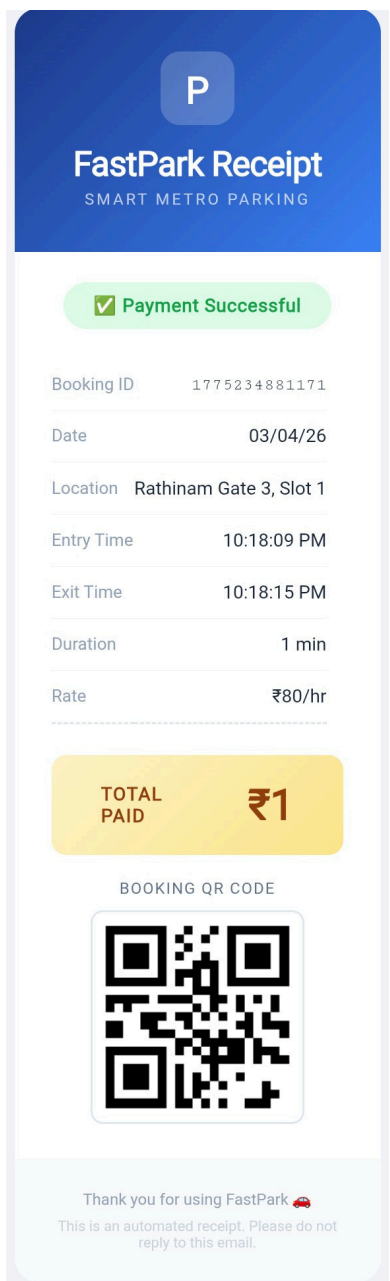 P
FastPark Receipt
SMART METRO PARKING
✅ Payment Successful
Booking ID 1775234881171
Date 03/04/26
Location Rathinam Gate 3, Slot 1
Entry Time 10:18:09 PM
Exit Time 10:18:15 PM
Duration 1 min
Rate ₹80/hr
TOTAL
PAID ₹1
BOOKING QR CODE
Thank you for using FastPark 🚗
This is an automated receipt. Please do not
reply to this email.